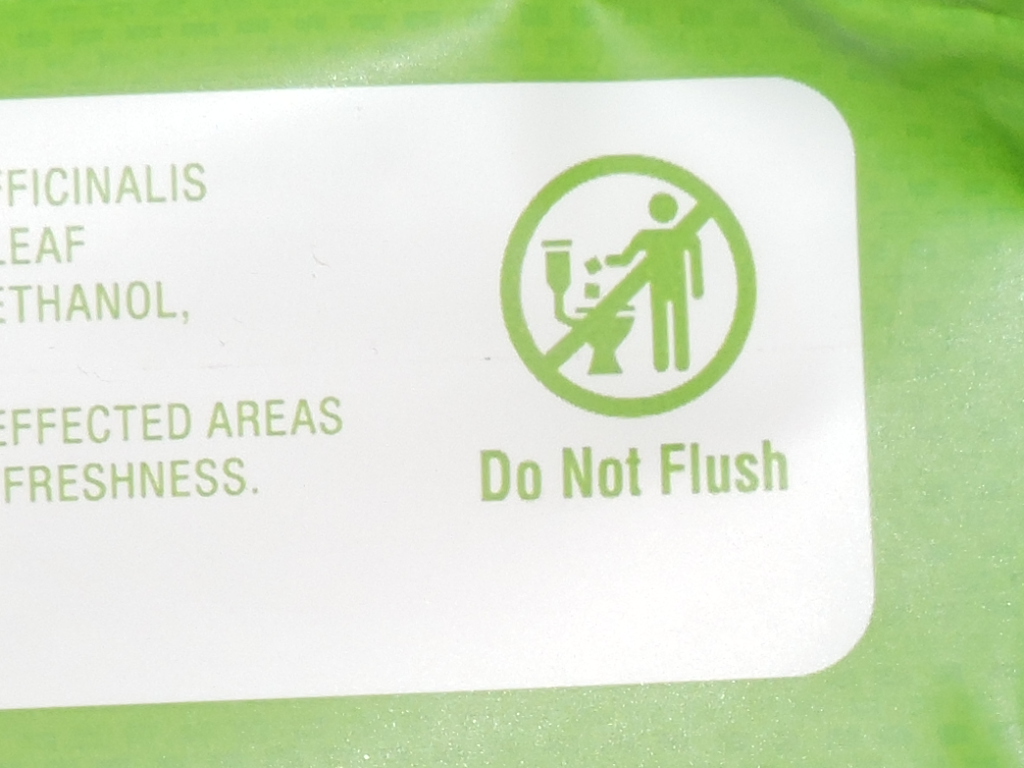 FFICINALIS
LEAF
ETHANOL,
EFFECTED AREAS
FRESHNESS.
Do Not Flush